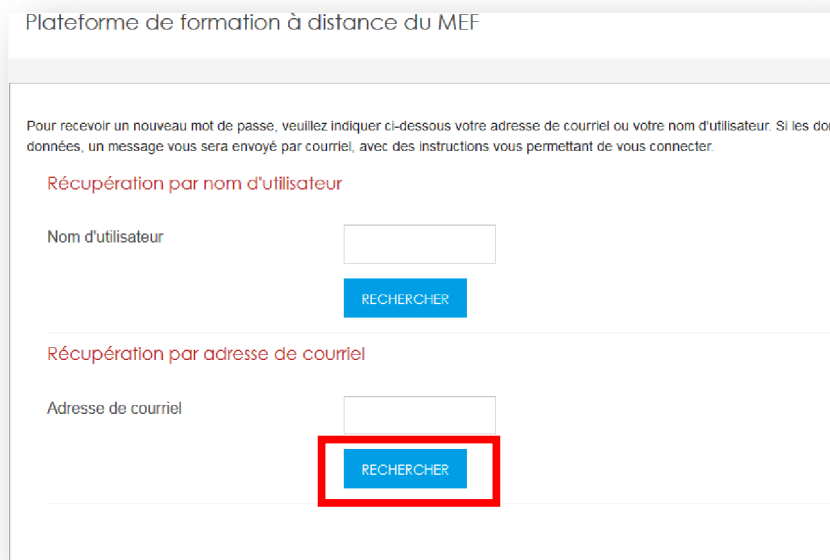 Plateforme de formation à distance du MEF
Pour recevoir un nouveau mot de passe, veuillez indiquer ci-dessous votre adresse de courriel ou votre nom d'utilisateur. Si les
données, un message vous sera envoyé par courriel, avec des instructions vous permettant de vous connecter.
Récupération par nom d'utilisateur
Nom d'utilisateur
RECHERCHER
Récupération par adresse de courriel
Adresse de courriel
RECHERCHER